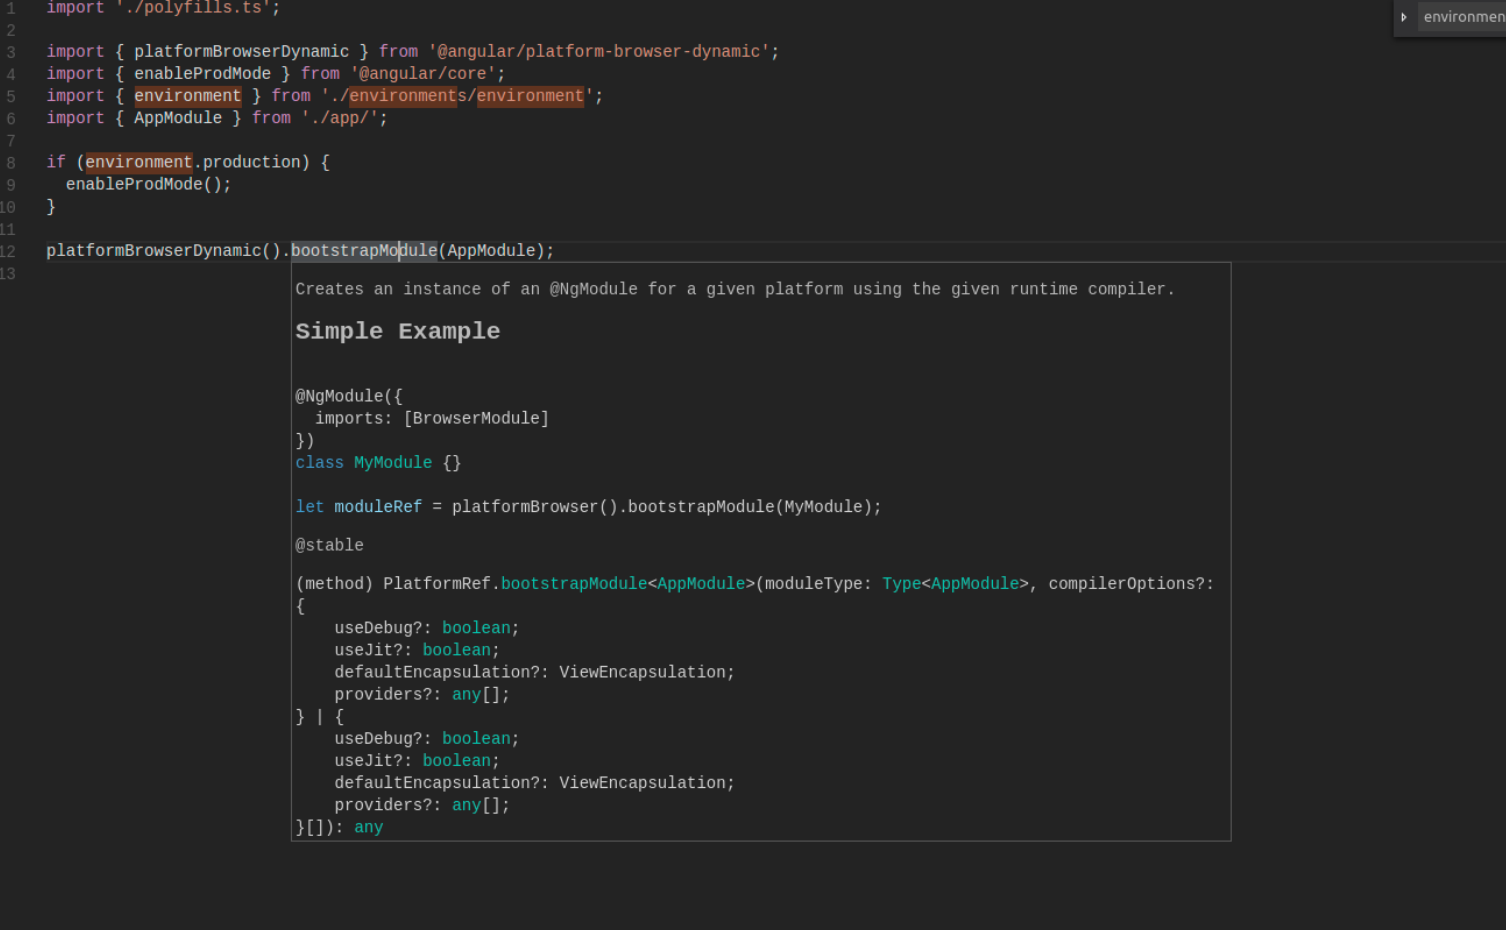 1 import './polyfills.ts';
2
3 import { platformBrowserDynamic } from '@angular/platform-browser-dynamic';
4 import { enableProdMode } from '@angular/core';
5 import { environment } from './environments/environment';
6 import { AppModule } from './app/';
7
8 if (environment.production) {
9   enableProdMode();
10 }
11
12 platformBrowserDynamic().bootstrapModule(AppModule);
13
environmen
Creates an instance of an @NgModule for a given platform using the given runtime compiler.
Simple Example
@NgModule({
  imports: [BrowserModule]
})
class MyModule {}
let moduleRef = platformBrowser().bootstrapModule(MyModule);
@stable
(method) PlatformRef.bootstrapModule<AppModule>(moduleType: Type<AppModule>, compilerOptions?:
{
    useDebug?: boolean;
    useJit?: boolean;
    defaultEncapsulation?: ViewEncapsulation;
    providers?: any[];
} | {
    useDebug?: boolean;
    useJit?: boolean;
    defaultEncapsulation?: ViewEncapsulation;
    providers?: any[];
}[]): any